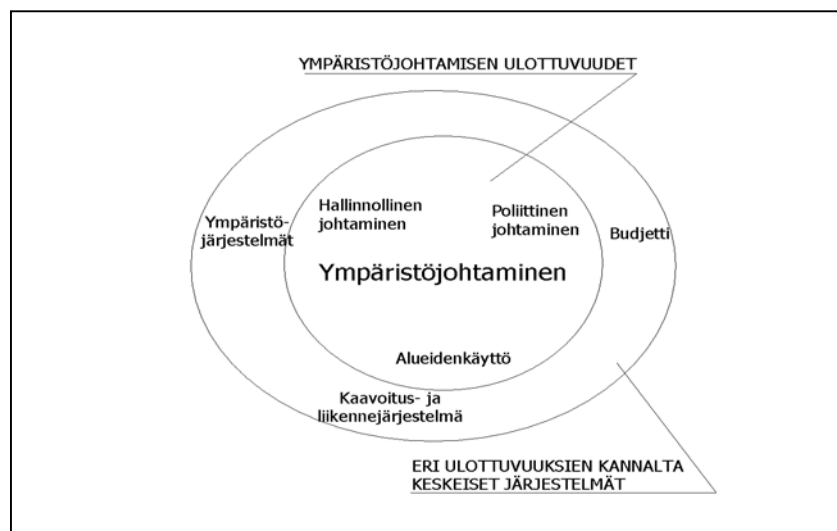 YMPÄRISTÖJOHTAMISEN ULOTTUVUUDET
Hallinnollinen
johtaminen
Poliittinen
johtaminen
Ympäristö-
järjestelmät
Budjetti
Ympäristöjohtaminen
Alueidenkäyttö
Kaavoitus- ja
liikennejärjestelmä
ERI ULOTTUVUUKSIEN KANNALTA
KESKEISET JÄRJESTELMÄT